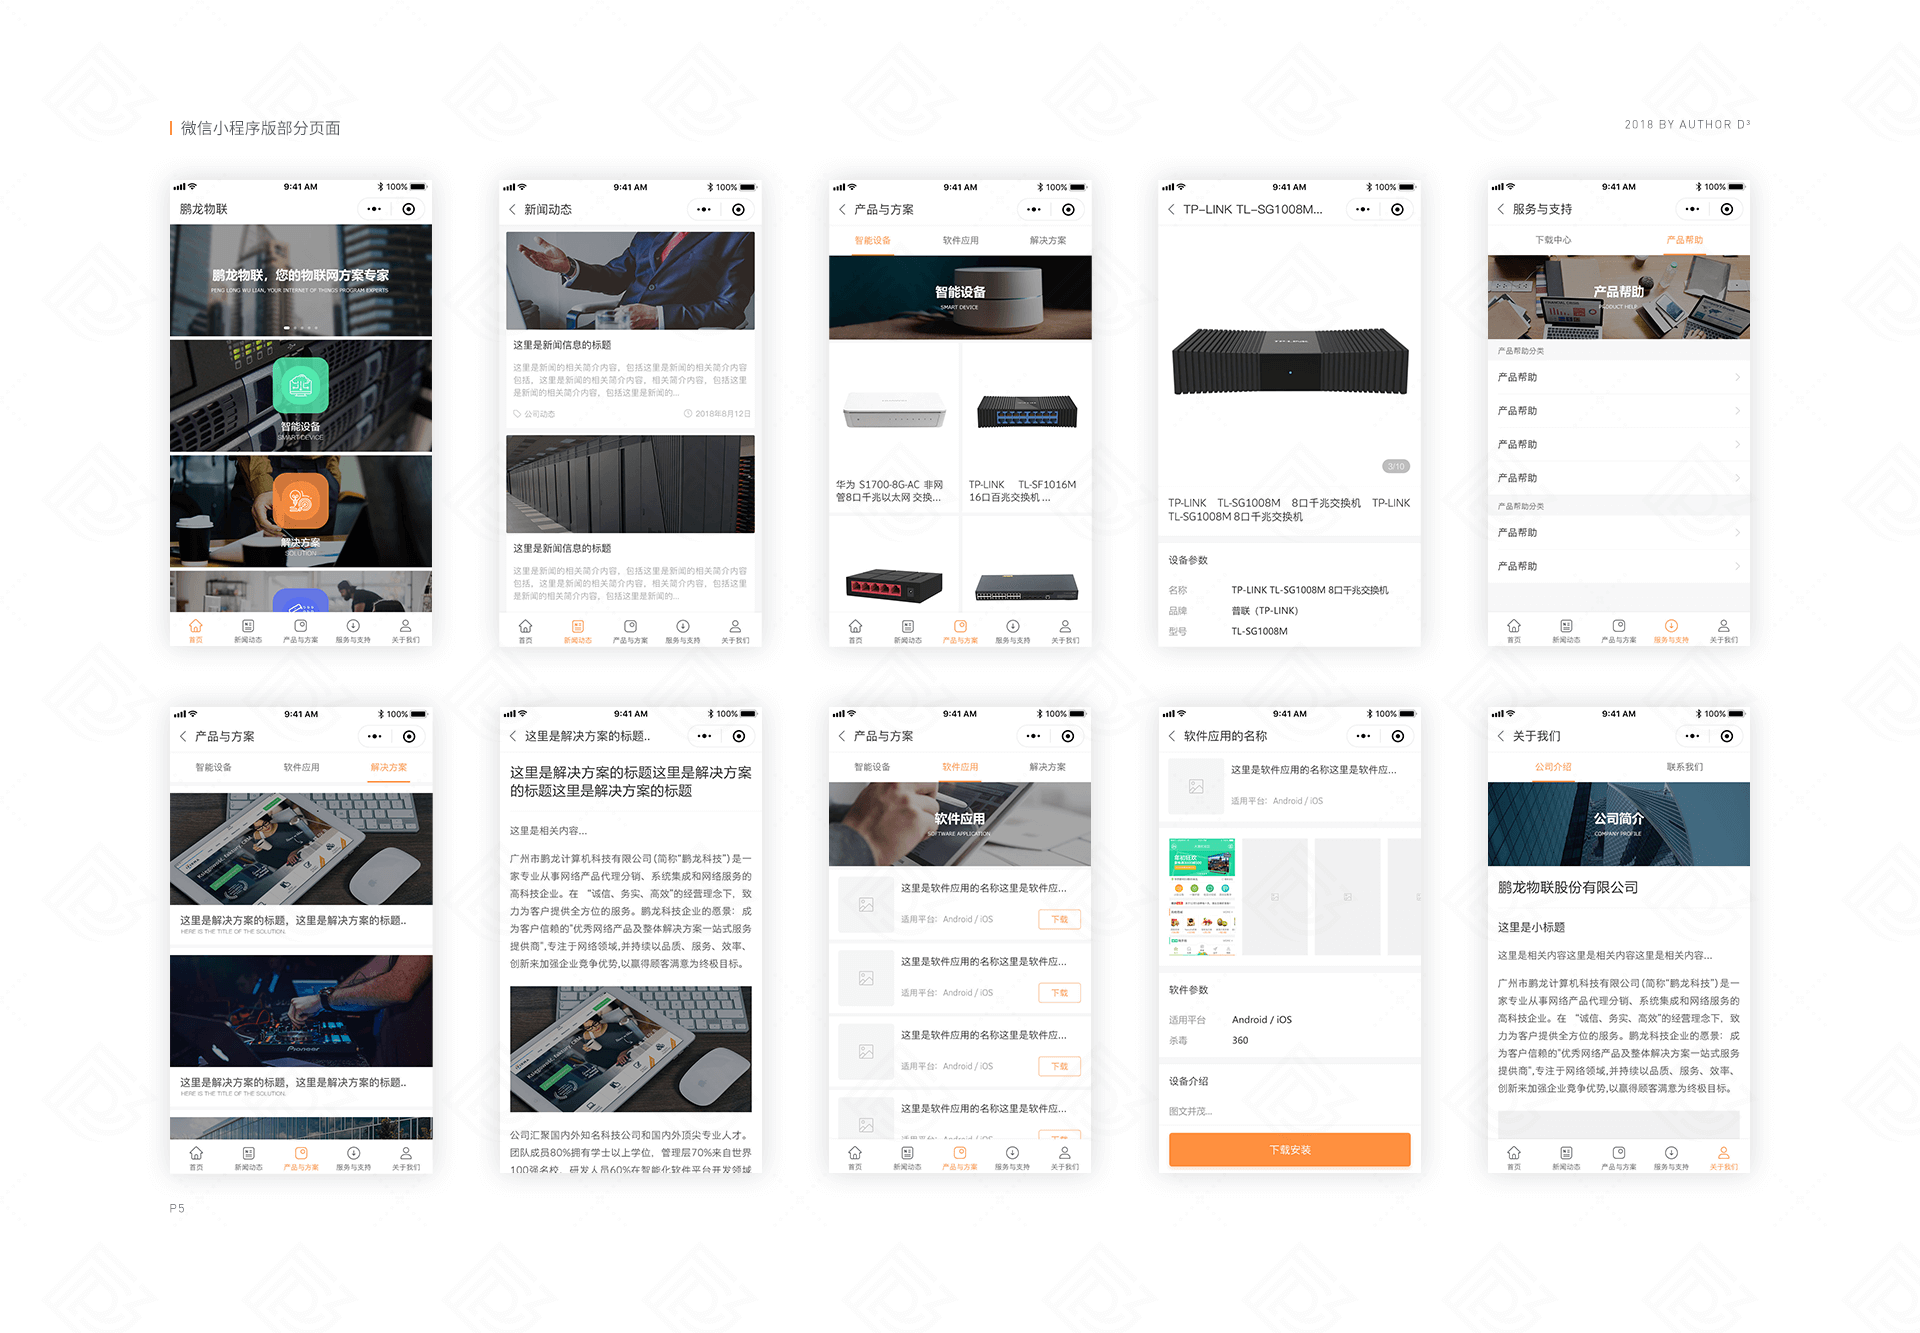 微信小程序版部分页面
2018 BY AUTHOR D³
9:41 AM
100%
鹏龙物联
鹏龙物联，您的物联网方案专家
PENG LONG WU LIAN, YOUR INTERNET OF THINGS PROGRAM EXPERTS
智能设备
SMART DEVICE
解决方案
SOLUTION
首页
新闻动态
产品与方案
服务与支持
关于我们
9:41 AM
100%
新闻动态
这里是新闻信息的标题
这里是新闻的相关简介内容，包括这里是新闻的相关简介内容
包括，这里是新闻的相关简介内容，相关简介内容，包括这里
是新闻的相关简介内容，包括这里是新闻的...
公司动态
2018年8月12日
这里是新闻信息的标题
这里是新闻的相关简介内容，包括这里是新闻的相关简介内容
包括，这里是新闻的相关简介内容，相关简介内容，包括这里
是新闻的相关简介内容，包括这里是新闻的...
首页
新闻动态
产品与方案
服务与支持
关于我们
9:41 AM
100%
产品与方案
智能设备
软件应用
解决方案
智能设备
SMART DEVICE
华为 S1700-8G-AC 非网
管8口千兆以太网 交换...
TP-LINK TL-SF1016M
16口百兆交换机 ...
首页
新闻动态
产品与方案
服务与支持
关于我们
9:41 AM
100%
TP-LINK TL-SG1008M...
TP-LINK
3/10
TP-LINK TL-SG1008M 8口千兆交换机 TP-LINK
TL-SG1008M 8口千兆交换机
设备参数
名称
TP-LINK TL-SG1008M 8口千兆交换机
品牌
普联（TP-LINK）
型号
TL-SG1008M
9:41 AM
100%
服务与支持
下载中心
产品帮助
产品帮助
PRODUCT HELP
产品帮助分类
产品帮助
产品帮助
产品帮助
产品帮助
产品帮助分类
产品帮助
产品帮助
首页
新闻动态
产品与方案
服务与支持
关于我们
9:41 AM
100%
产品与方案
智能设备
软件应用
解决方案
这里是解决方案的标题，这里是解决方案的标题..
HERE IS THE TITLE OF THE SOLUTION.
Pioneer
这里是解决方案的标题，这里是解决方案的标题..
HERE IS THE TITLE OF THE SOLUTION.
首页
新闻动态
产品与方案
服务与支持
关于我们
9:41 AM
100%
这里是解决方案的标题..
这里是解决方案的标题这里是解决方案
的标题这里是解决方案的标题
这里是相关内容...
广州市鹏龙计算机科技有限公司(简称“鹏龙科技”) 是一
家专业从事网络产品代理分销、系统集成和网络服务的
高科技企业。在 “诚信、务实、高效”的经营理念下，致
力为客户提供全方位的服务。鹏龙科技企业的愿景：成
为客户信赖的“优秀网络产品及整体解决方案一站式服务
提供商”,专注于网络领域,并持续以品质、服务、效率、
创新来加强企业竞争优势,以赢得顾客满意为终极目标。
公司汇聚国内外知名科技公司和国内外顶尖专业人才。
团队成员80%拥有学士以上学位，管理层70%来自世界
100强名校，研发人员60%在智能化软件平台开发领域
9:41 AM
100%
产品与方案
智能设备
软件应用
解决方案
软件应用
SOFTWARE APPLICATION
这里是软件应用的名称这里是软件应...
适用平台：Android / iOS
下载
这里是软件应用的名称这里是软件应...
适用平台：Android / iOS
下载
这里是软件应用的名称这里是软件应...
适用平台：Android / iOS
下载
这里是软件应用的名称这里是软件应...
适用平台：Android / iOS
下载
首页
新闻动态
产品与方案
服务与支持
关于我们
9:41 AM
100%
软件应用的名称
这里是软件应用的名称这里是软件应...
适用平台：Android / iOS
软件参数
适用平台
Android / iOS
杀毒
360
设备介绍
图文并茂...
下载安装
9:41 AM
100%
关于我们
公司介绍
联系我们
公司简介
COMPANY PROFILE
鹏龙物联股份有限公司
这里是小标题
这里是相关内容这里是相关内容这里是相关内容...
广州市鹏龙计算机科技有限公司(简称“鹏龙科技”) 是一
家专业从事网络产品代理分销、系统集成和网络服务的
高科技企业。在 “诚信、务实、高效”的经营理念下，致
力为客户提供全方位的服务。鹏龙科技企业的愿景：成
为客户信赖的“优秀网络产品及整体解决方案一站式服务
提供商”,专注于网络领域,并持续以品质、服务、效率、
创新来加强企业竞争优势,以赢得顾客满意为终极目标。
首页
新闻动态
产品与方案
服务与支持
关于我们
P5